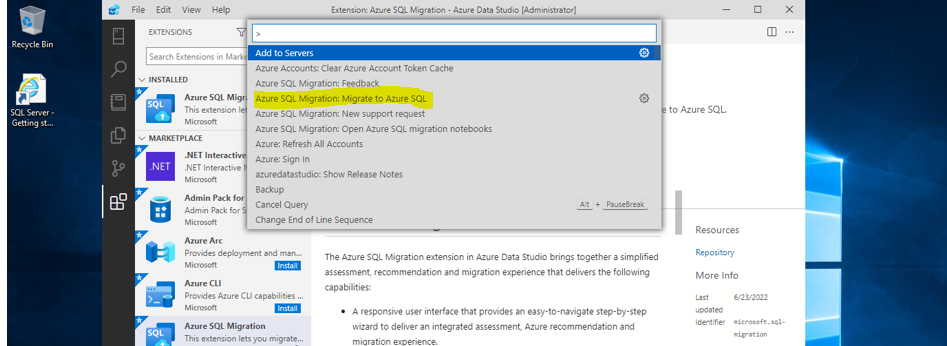 Recycle Bin
SQL Server -
Getting st...
File Edit View
Extension: Azure SQL Migration - Azure Data Studio [Administrator]
EXTENSIONS
Search Extensions in Mark
INSTALLED
SQL
Azure SQL Migra
This extension lets y
Microsoft
MARKETPLACE
.NET
.NET Interactive
.NET Interactive N
Microsoft
Admin Pack for
Admin Pack for S
Microsoft
Azure Arc
Provides deployment and man...
Microsoft
Install
Azure CLI
Provides Azure CLI capabilities ...
Microsoft
Install
SQL
Azure SQL Migration
This extension lets you migrate...
Microsoft
>
Add to Servers
Azure Accounts: Clear Azure Account Token Cache
Azure SQL Migration: Feedback
Azure SQL Migration: Migrate to Azure SQL
Azure SQL Migration: New support request
Azure SQL Migration: Open Azure SQL migration notebooks
Azure: Refresh All Accounts
Azure: Sign In
azuredatastudio: Show Release Notes
Backup
Cancel Query
Alt + PauseBreak
Change End of Line Sequence
e to Azure SQL.
The Azure SQL Migration extension in Azure Data Studio brings together a simplified
assessment, recommendation and migration experience that delivers the following
capabilities:
• A responsive user interface that provides an easy-to-navigate step-by-step
wizard to deliver an integrated assessment, Azure recommendation and
migration experience.
Resources
Repository
More Info
Last updated 6/23/2022
Identifier microsoft.sql-
migration